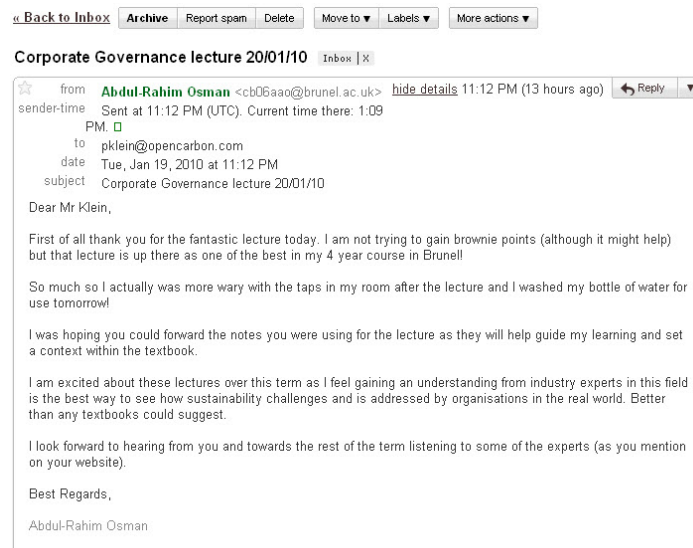 « Back to Inbox Archive Report spam Delete Move to ▼ Labels ▼ More actions ▼
Corporate Governance lecture 20/01/10 Inbox | X
from Abdul-Rahim Osman <cb06aao@brunel.ac.uk> hide details 11:12 PM (13 hours ago) Reply ▼
sender-time Sent at 11:12 PM (UTC). Current time there: 1:09
PM.
to pklein@opencarbon.com
date Tue, Jan 19, 2010 at 11:12 PM
subject Corporate Governance lecture 20/01/10
Dear Mr Klein,
First of all thank you for the fantastic lecture today. I am not trying to gain brownie points (although it might help)
but that lecture is up there as one of the best in my 4 year course in Brunel!
So much so I actually was more wary with the taps in my room after the lecture and I washed my bottle of water for
use tomorrow!
I was hoping you could forward the notes you were using for the lecture as they will help guide my learning and set
a context within the textbook.
I am excited about these lectures over this term as I feel gaining an understanding from industry experts in this field
is the best way to see how sustainability challenges and is addressed by organisations in the real world. Better
than any textbooks could suggest.
I look forward to hearing from you and towards the rest of the term listening to some of the experts (as you mention
on your website).
Best Regards,
Abdul-Rahim Osman